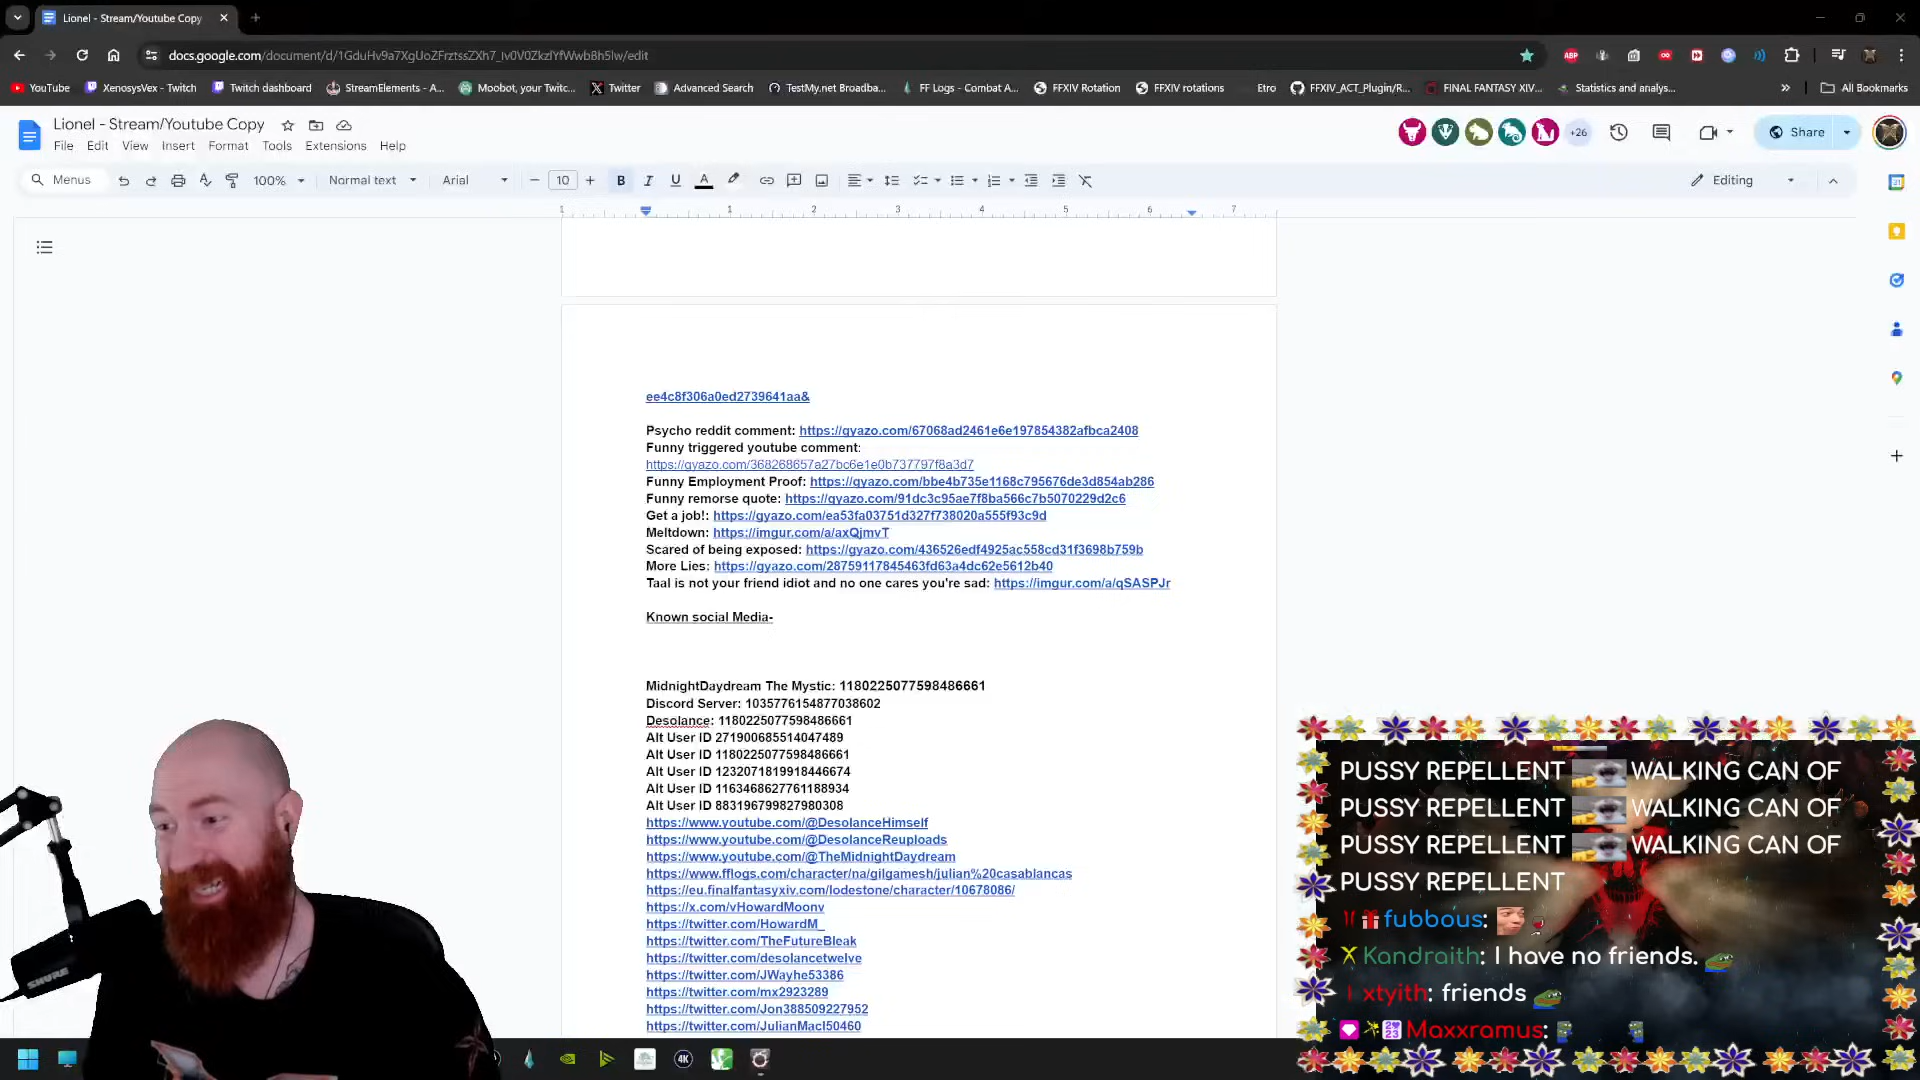 Lionel - Stream/Youtube Copy
docs.google.com/document/d/1GduHv9a7XgUoZFrztssZXh7_Iv0V0ZkzlYfWwb8h5lw/edit
YouTube
XenosysVex - Twitch
Twitch dashboard
StreamElements - A...
Moobot, your Twitc...
Twitter
Advanced Search
TestMy.net Broadba...
FF Logs - Combat A...
FFXIV Rotation
FFXIV rotations
Etro
FFXIV_ACT_Plugin/R...
FINAL FANTASY XIV...
Statistics and analys...
All Bookmarks
Lionel - Stream/Youtube Copy
+26
Share
File Edit View Insert Format Tools Extensions Help
Menus 100% Normal text Arial 10 B I U A Editing
1 1 2 3 4 5 6 7
ee4c8f306a0ed2739641aa&
Psycho reddit comment: https://gyazo.com/67068ad2461e6e197854382afbca2408
Funny triggered youtube comment:
https://gyazo.com/368268657a27bc6e1e0b737797f8a3d7
Funny Employment Proof: https://gyazo.com/bbe4b735e1168c795676de3d854ab286
Funny remorse quote: https://gyazo.com/91dc3c95ae7f8ba566c7b5070229d2c6
Get a job!: https://gyazo.com/ea53fa03751d327f738020a555f93c9d
Meltdown: https://imgur.com/a/axQjmvT
Scared of being exposed: https://gyazo.com/436526edf4925ac558cd31f3698b759b
More Lies: https://gyazo.com/28759117845463fd63a4dc62e5612b40
Taal is not your friend idiot and no one cares you're sad: https://imgur.com/a/qSASPJr
Known social Media-
MidnightDaydream The Mystic: 1180225077598486661
Discord Server: 1035776154877038602
Desolance: 1180225077598486661
Alt User ID 271900685514047489
Alt User ID 1180225077598486661
Alt User ID 1232071819918446674
Alt User ID 1163468627761188934
Alt User ID 883196799827980308
https://www.youtube.com/@DesolanceHimself
https://www.youtube.com/@DesolanceReuploads
https://www.youtube.com/@TheMidnightDaydream
https://www.fflogs.com/character/na/gilgamesh/julian%20casablancas
https://eu.finalfantasyxiv.com/lodestone/character/10678086/
https://x.com/vHowardMoonv
https://twitter.com/HowardM_
https://twitter.com/TheFutureBleak
https://twitter.com/desolancetwelve
https://twitter.com/JWayhe53386
https://twitter.com/mx2923289
https://twitter.com/Jon388509227952
https://twitter.com/JulianMacl50460
PUSSY REPELLENT WALKING CAN OF
PUSSY REPELLENT WALKING CAN OF
PUSSY REPELLENT WALKING CAN OF
PUSSY REPELLENT
fubbous:
Kandraith: I have no friends.
xtyith: friends
Maxxramus:
SHURE
4K